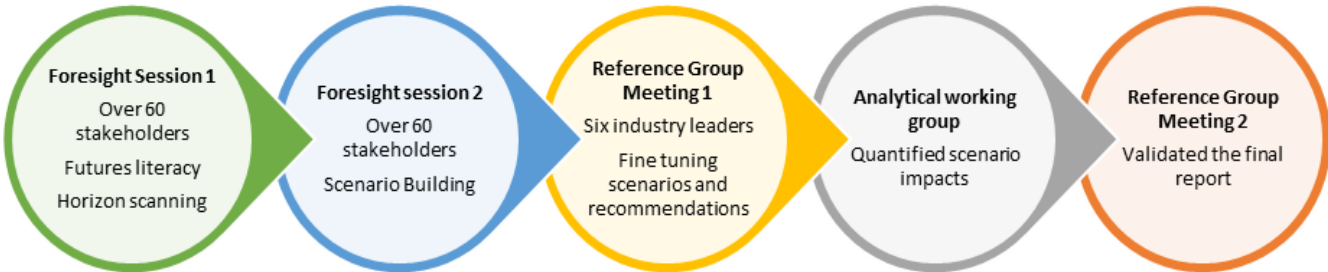 Foresight Session 1
Over 60
stakeholders
Futures literacy
Horizon scanning
Foresight session 2
Over 60
stakeholders
Scenario Building
Reference Group
Meeting 1
Six industry leaders
Fine tuning
scenarios and
recommendations
Analytical working
group
Quantified scenario
impacts
Reference Group
Meeting 2
Validated the final
report